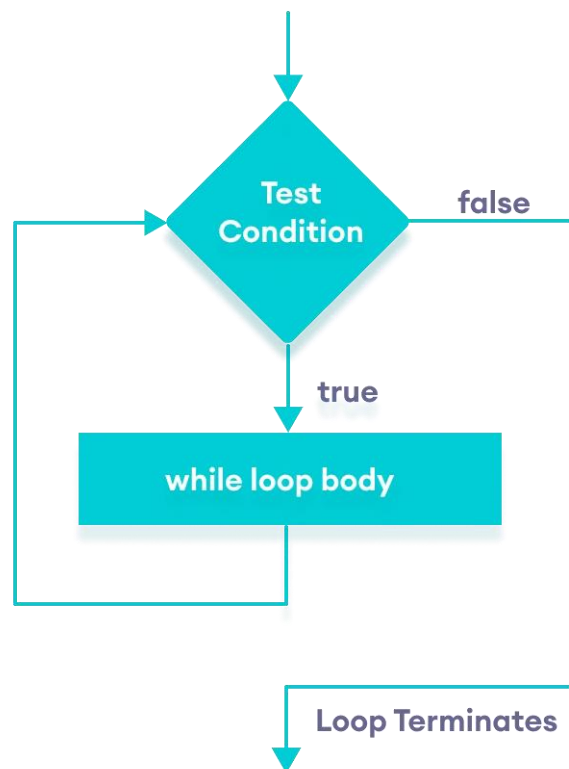 Test
Condition
false
true
while loop body
Loop Terminates